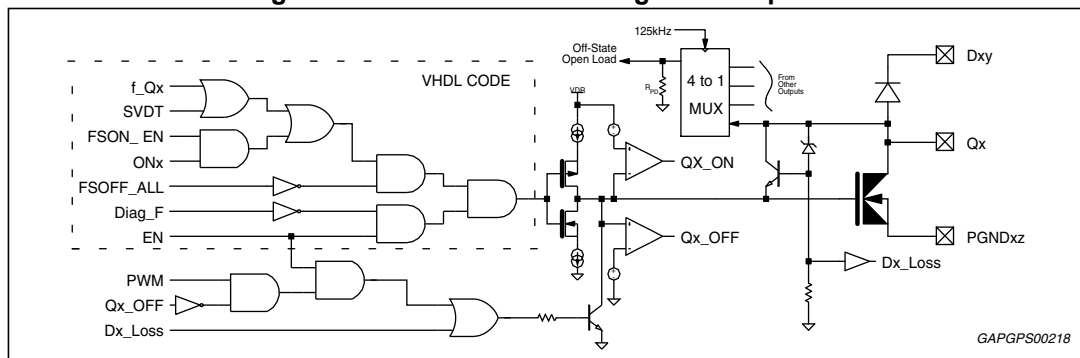 125kHz
Off-State
Open Load
VHDL CODE
f_Qx
SVDT
FSON_ EN
ONx
FSOFF_ALL
Diag_F
EN
PWM
Qx_OFF
Dx_Loss
VDR
RPD
4 to 1
MUX
From
Other
Outputs
QX_ON
Qx_OFF
Dxy
Qx
PGNDxz
Dx_Loss
GAPGPS00218